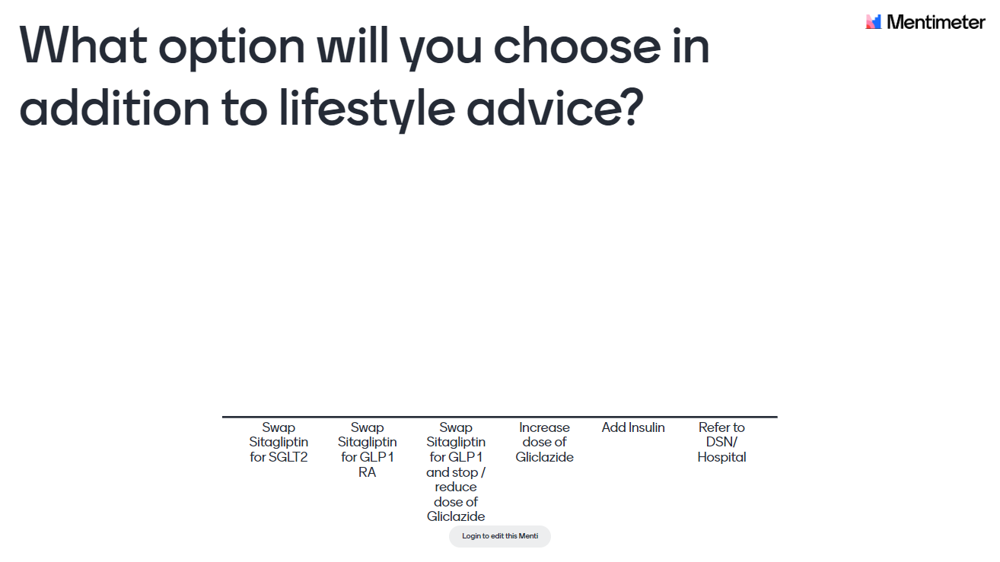 Mentimeter
What option will you choose in
addition to lifestyle advice?
Swap
Sitagliptin
for SGLT2
Swap
Sitagliptin
for GLP1
RA
Swap
Sitagliptin
for GLP1
and stop /
reduce
dose of
Gliclazide
Increase
dose of
Gliclazide
Add Insulin
Refer to
DSN/
Hospital
Login to edit this Menti